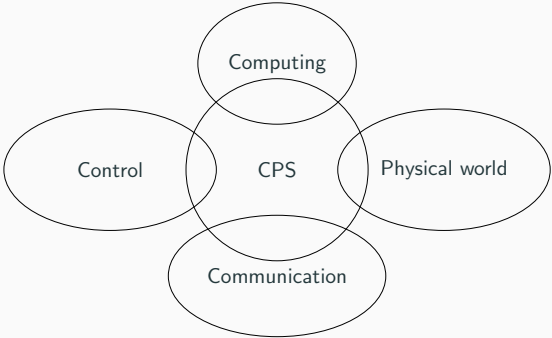 Computing
Control
CPS
Physical world
Communication